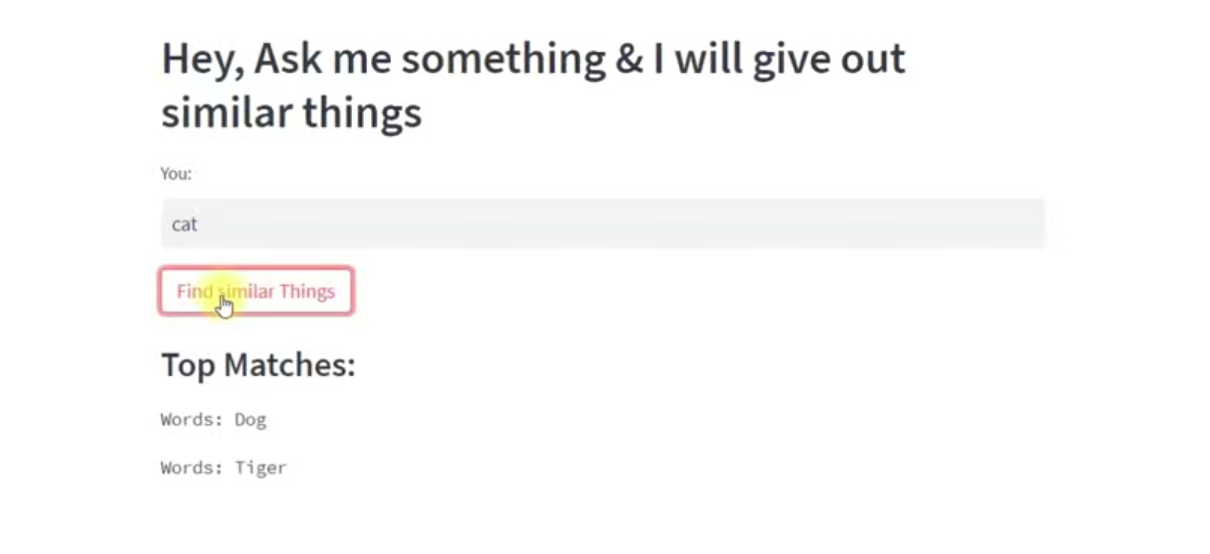 Hey, Ask me something & I will give out
similar things
You:
cat
Find similar Things
Top Matches:
Words: Dog
Words: Tiger